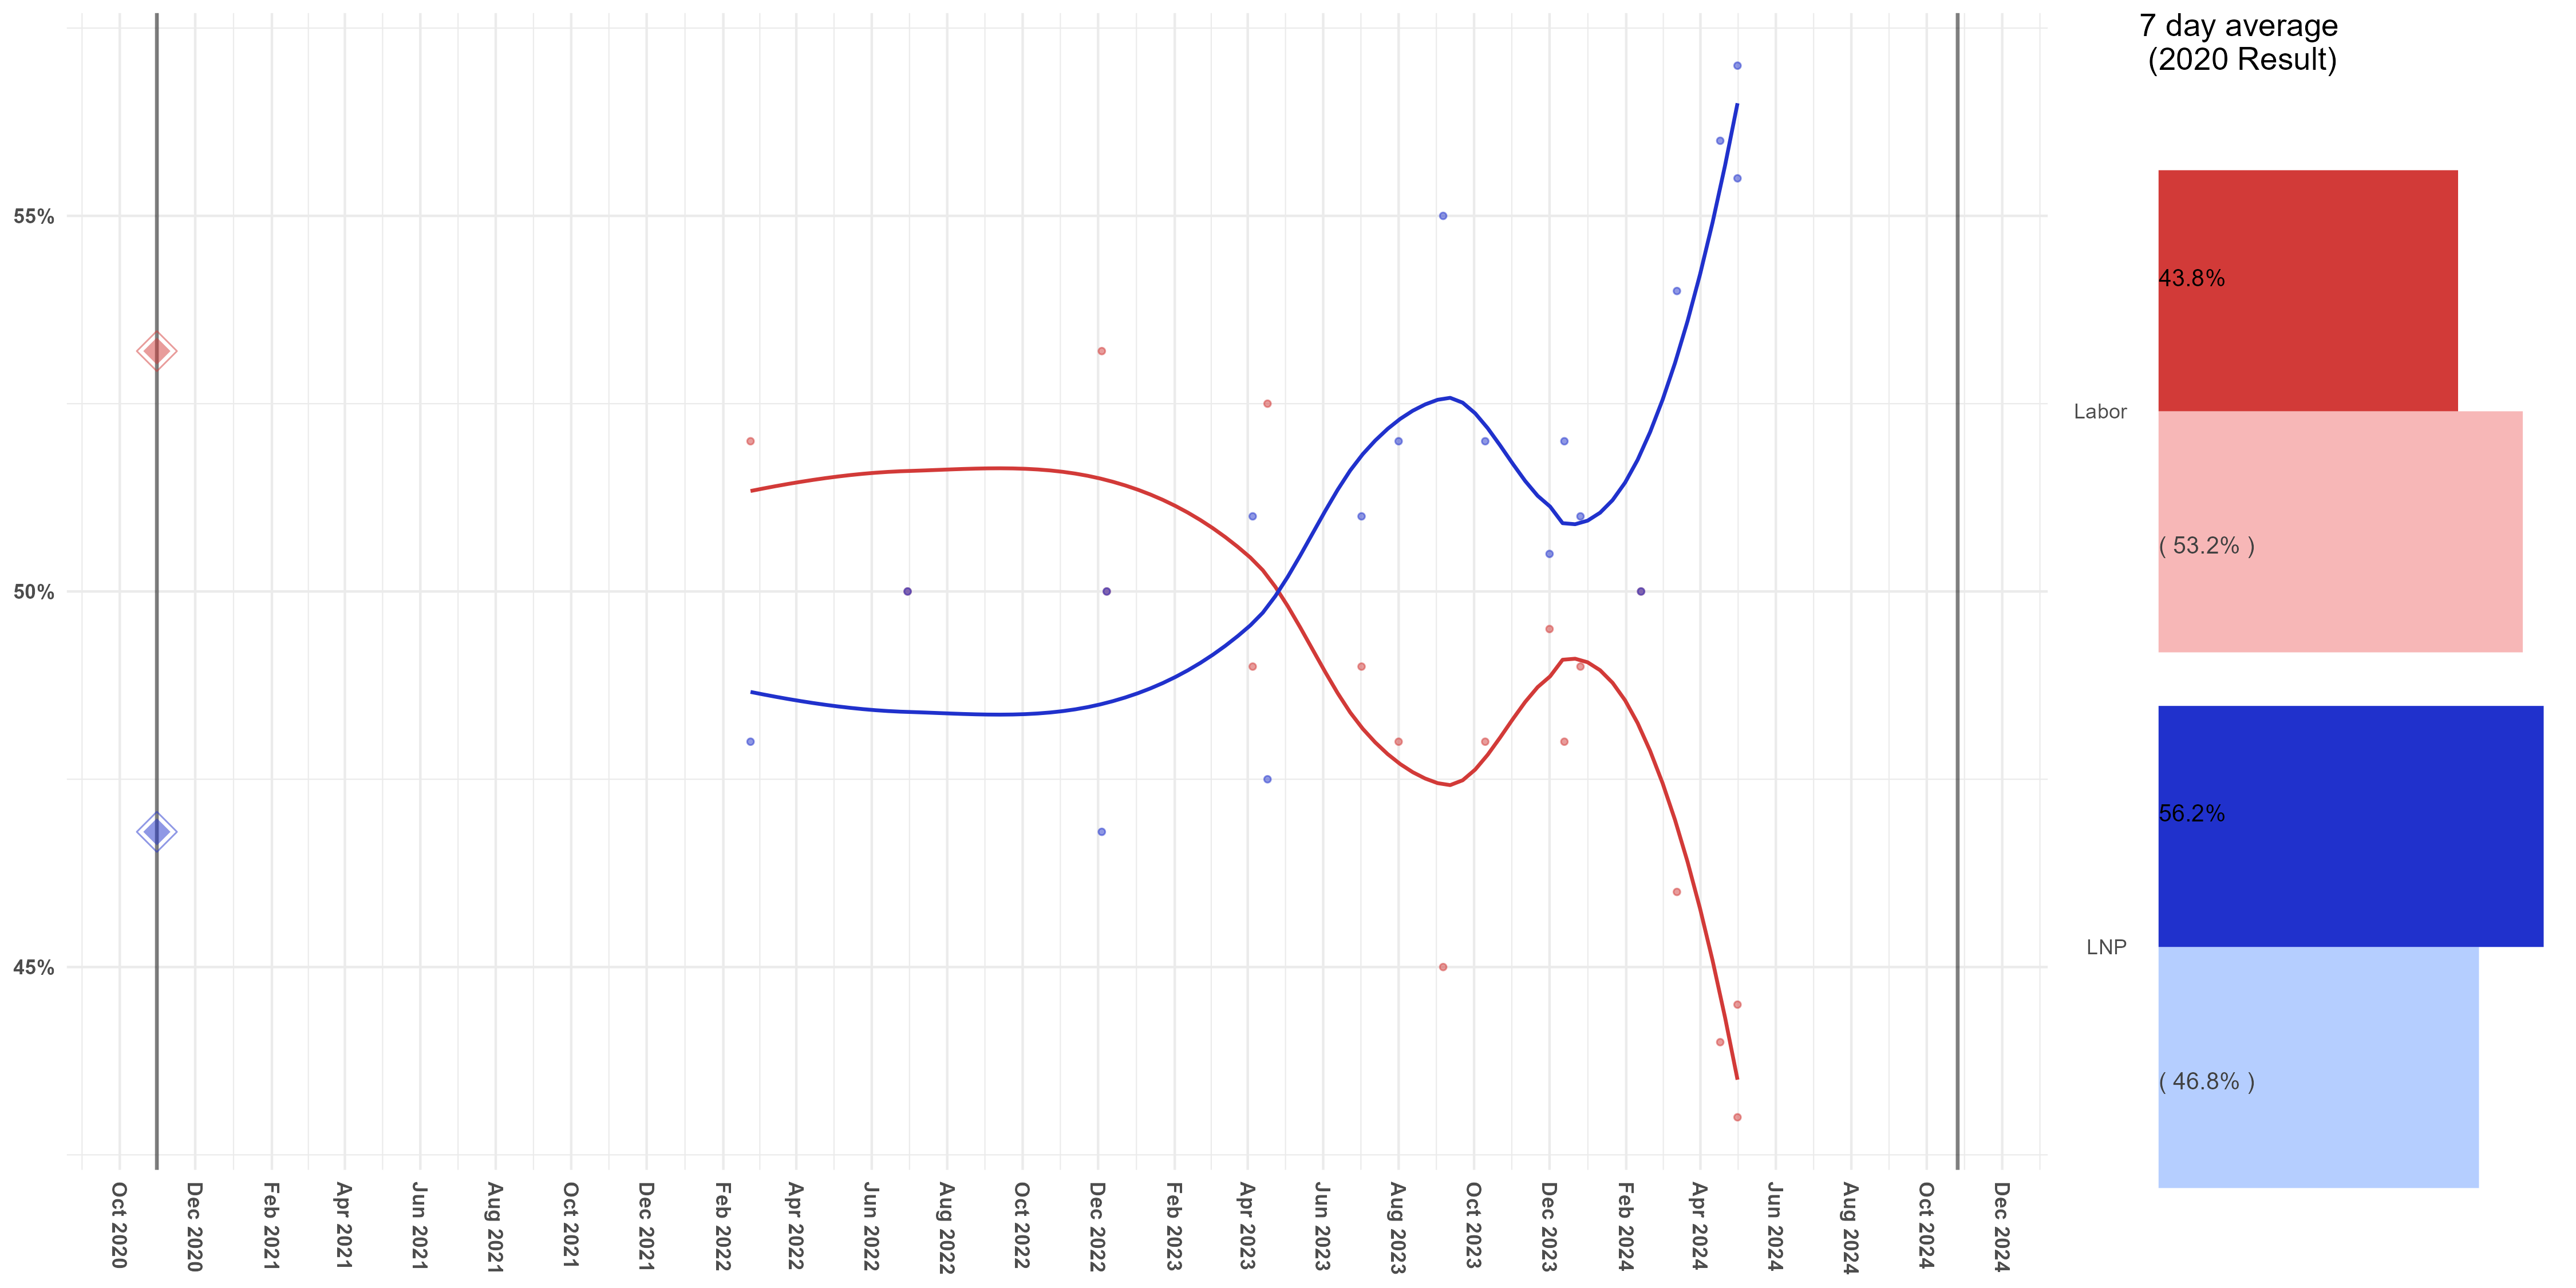 7 day average
(2020 Result)
55%
50%
45%
43.8%
Labor
( 53.2% )
56.2%
LNP
( 46.8% )
Oct 2020
Dec 2020
Feb 2021
Apr 2021
Jun 2021
Aug 2021
Oct 2021
Dec 2021
Feb 2022
Apr 2022
Jun 2022
Aug 2022
Oct 2022
Dec 2022
Feb 2023
Apr 2023
Jun 2023
Aug 2023
Oct 2023
Dec 2023
Feb 2024
Apr 2024
Jun 2024
Aug 2024
Oct 2024
Dec 2024